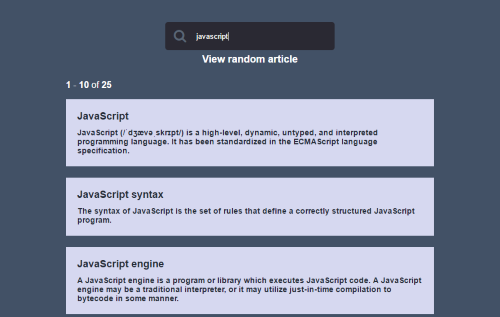 javascript
View random article
1 - 10 of 25
JavaScript
JavaScript (/ˈdʒævəˌskrɪpt/) is a high-level, dynamic, untyped, and interpreted
programming language. It has been standardized in the ECMAScript language
specification.
JavaScript syntax
The syntax of JavaScript is the set of rules that define a correctly structured JavaScript
program.
JavaScript engine
A JavaScript engine is a program or library which executes JavaScript code. A JavaScript
engine may be a traditional interpreter, or it may utilize just-in-time compilation to
bytecode in some manner.